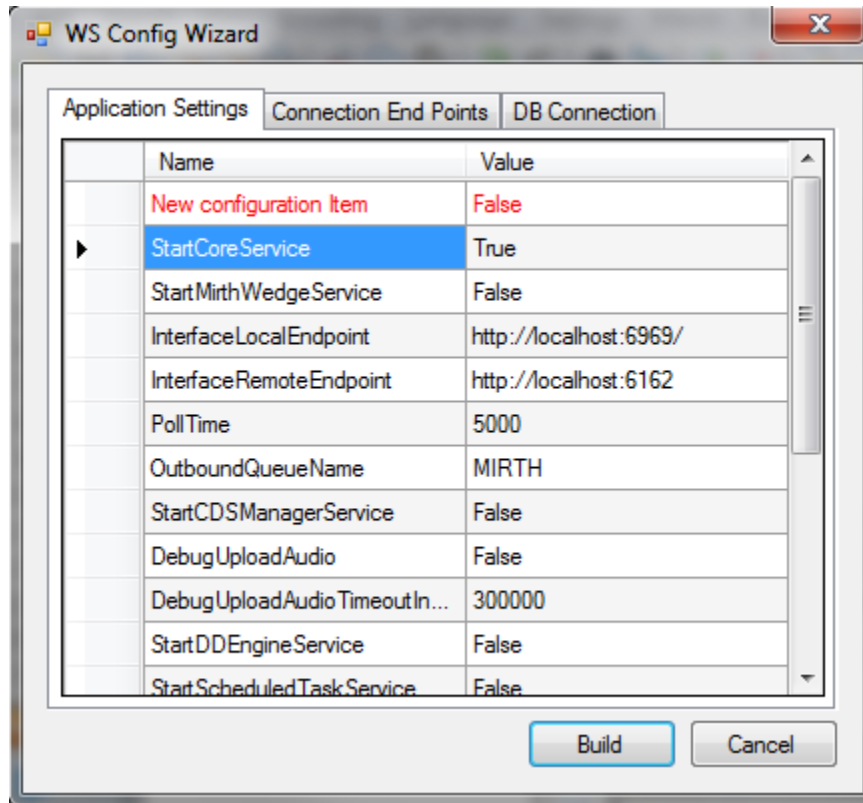 WS Config Wizard
Application Settings Connection End Points DB Connection
Name Value
New configuration Item False
StartCoreService True
StartMirthWedgeService False
InterfaceLocalEndpoint http://localhost:6969/
InterfaceRemoteEndpoint http://localhost:6162
PollTime 5000
OutboundQueueName MIRTH
StartCDSManagerService False
DebugUploadAudio False
DebugUploadAudioTimeoutIn... 300000
StartDDEngineService False
StartScheduledTaskService False
Build Cancel